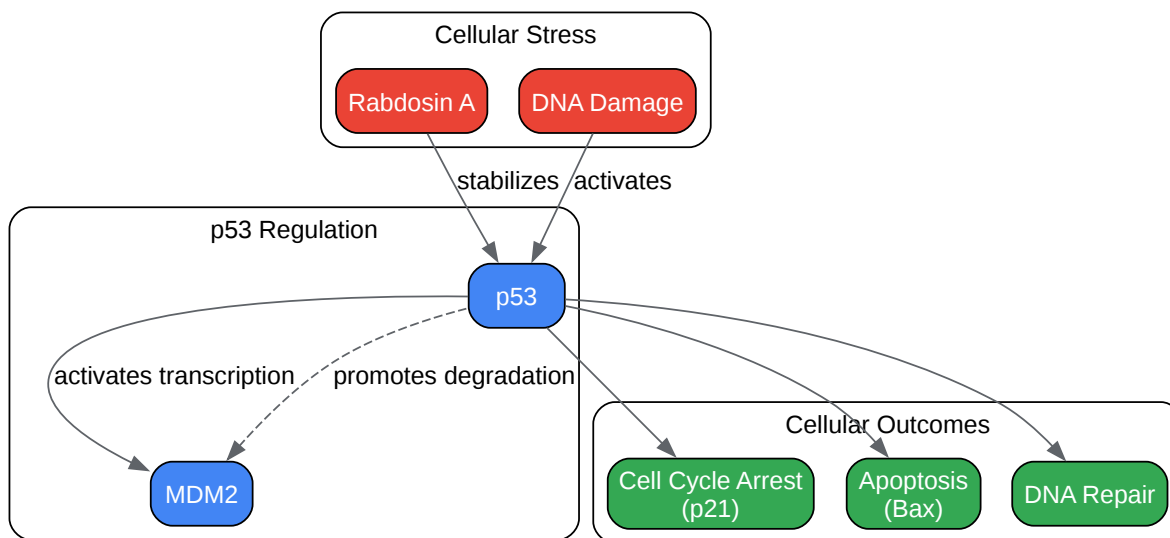 Cellular Stress
Rabdosin A
DNA Damage
stabilizes
activates
p53 Regulation
p53
activates transcription
promotes degradation
Cellular Outcomes
MDM2
Cell Cycle Arrest
(p21)
Apoptosis
(Bax)
DNA Repair